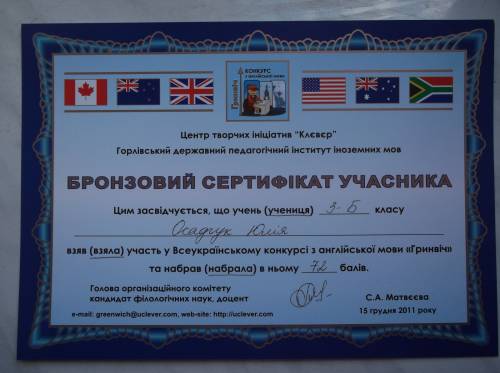 КОНКУРС
з англійської мови
Гринвіч
Центр творчих ініціатив "Клєвєр"
Горлівський державний педагогічний інститут іноземних мов
БРОНЗОВИЙ СЕРТИФІКАТ УЧАСНИКА
Цим засвідчується, що учень (учениця) 3-Б класу
Осадчук Юлія
взяв (взяла) участь у Всеукраїнському конкурсі з англійської мови «Гринвіч»
та набрав (набрала) в ньому 72 балів.
Голова організаційного комітету
кандидат філологічних наук, доцент
С.А. Матвєєва
e-mail: greenwich@uclever.com, web-site: http://uclever.com
15 грудня 2011 року